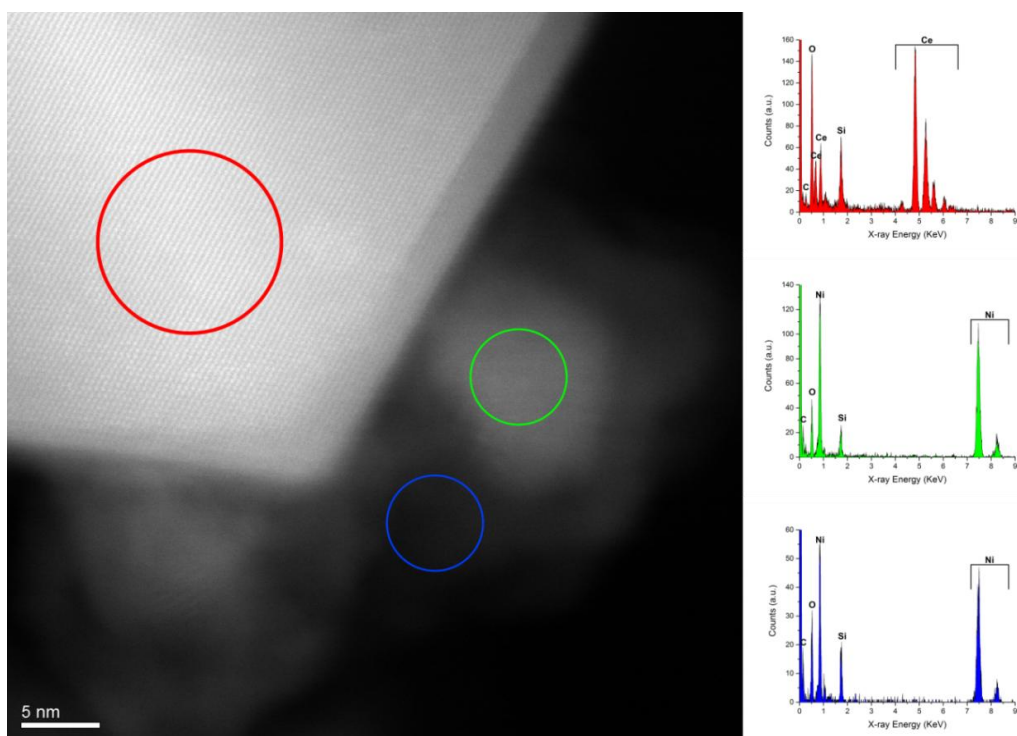 5 nm
160
140
120
100
80
60
40
20
0
Counts (a.u.)
O
C
Ce
Ce
Si
Ce
0 1 2 3 4 5 6 7 8 9
X-ray Energy (KeV)
140
120
100
80
60
40
20
0
Counts (a.u.)
C
O
Ni
Si
Ni
0 1 2 3 4 5 6 7 8 9
X-ray Energy (KeV)
60
50
40
30
20
10
0
Counts (a.u.)
C
O
Ni
Si
Ni
0 1 2 3 4 5 6 7 8 9
X-ray Energy (KeV)